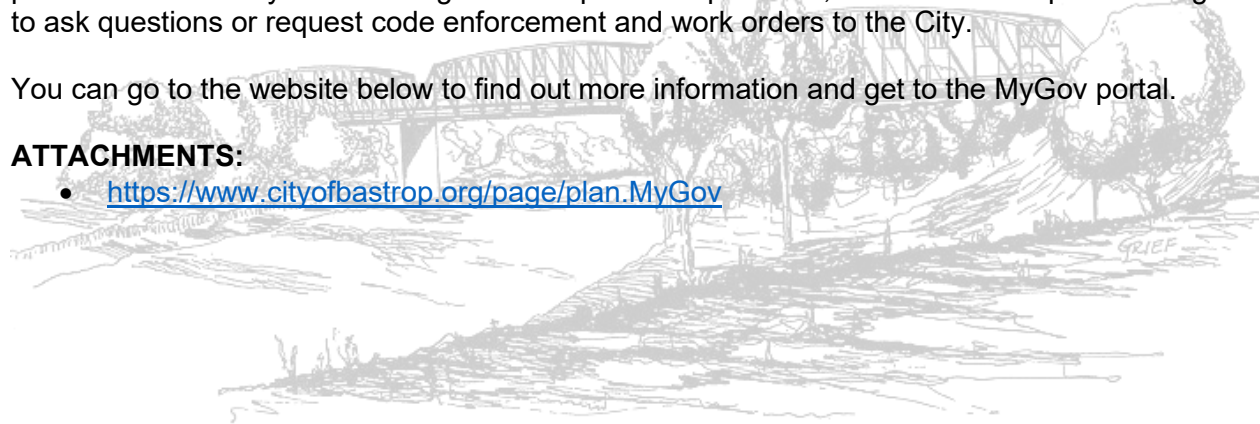 to ask questions or request code enforcement and work orders to the City.
You can go to the website below to find out more information and get to the MyGov portal.
ATTACHMENTS:
• https://www.cityofbastrop.org/page/plan.MyGov
GRIEF